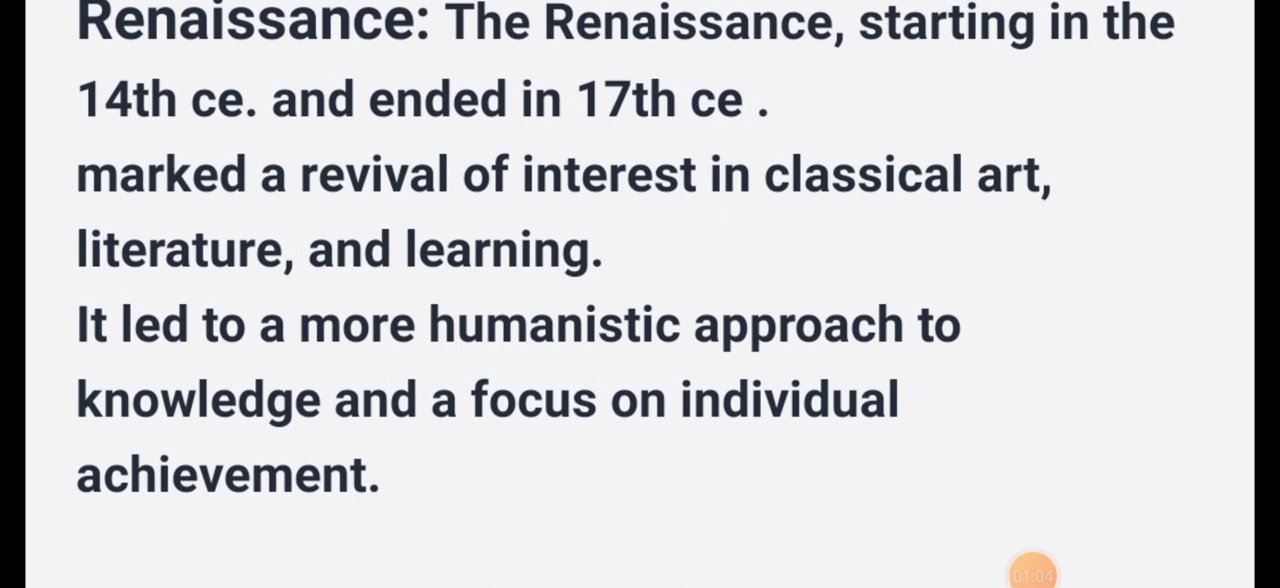 Renaissance: The Renaissance, starting in the
14th ce. and ended in 17th ce .
marked a revival of interest in classical art,
literature, and learning.
It led to a more humanistic approach to
knowledge and a focus on individual
achievement.
01:04